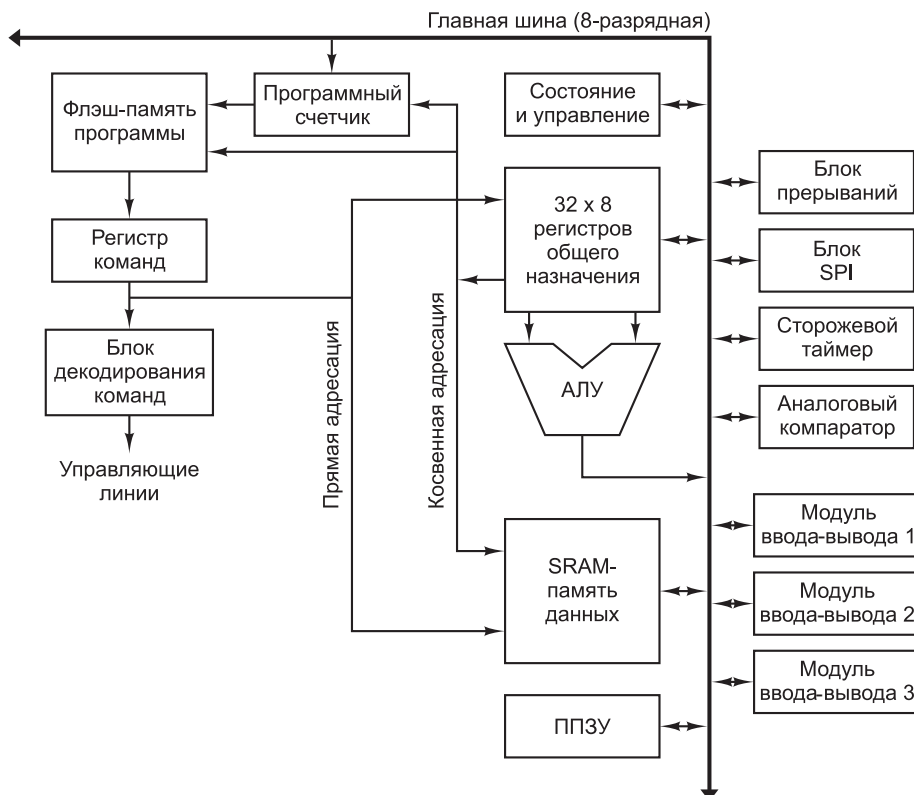 Главная шина (8-разрядная)
Флэш-память
программы
Программный
счетчик
Состояние
и управление
Блок
прерываний
32 x 8
регистров
общего
назначения
Регистр
команд
Блок
SPI
Блок
декодирования
команд
Прямая адресация
Косвенная адресация
АЛУ
Сторожевой
таймер
Аналоговый
компаратор
Управляющие
линии
SRAM-
память
данных
Модуль
ввода-вывода 1
Модуль
ввода-вывода 2
Модуль
ввода-вывода 3
ППЗУ